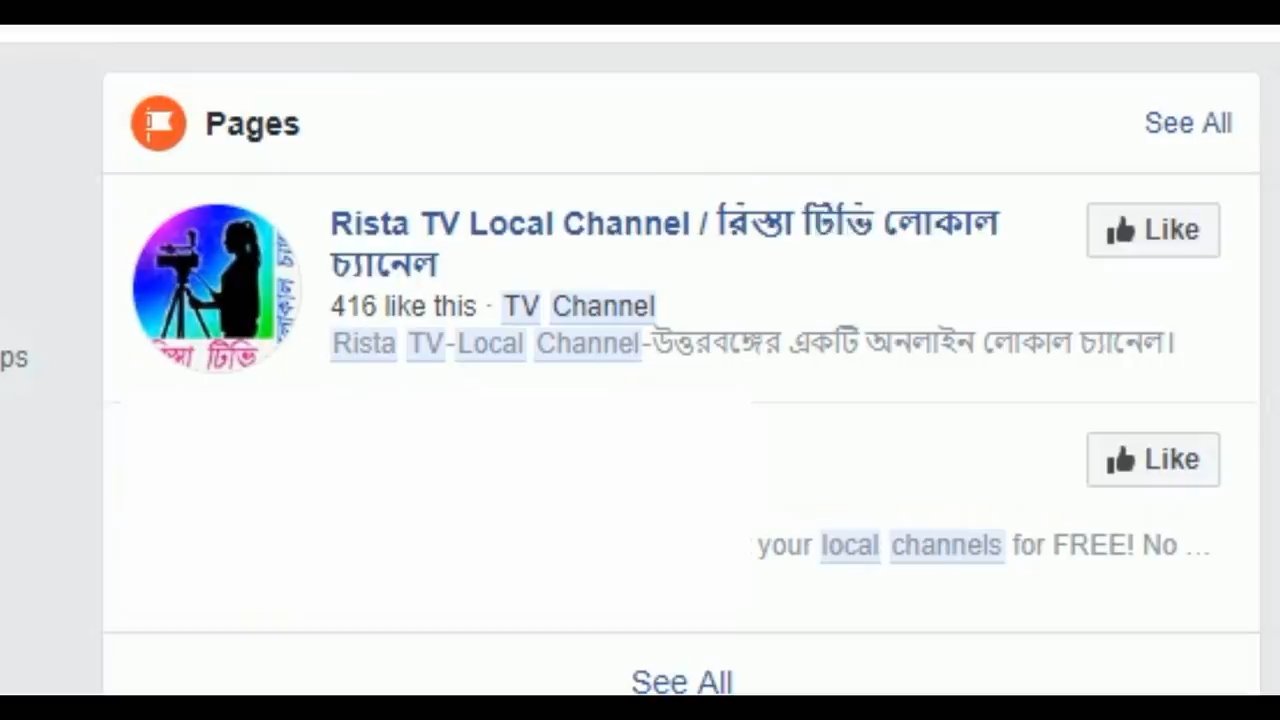 Pages
See All
Rista TV Local Channel / রিস্তা টিভি লোকাল
চ্যানেল
Like
416 like this · TV Channel
Rista TV-Local Channel-উত্তরবঙ্গের একটি অনলাইন লোকাল চ্যানেল।
টিভি
লোকাল
ps
Like
your local channels for FREE! No ...
See All